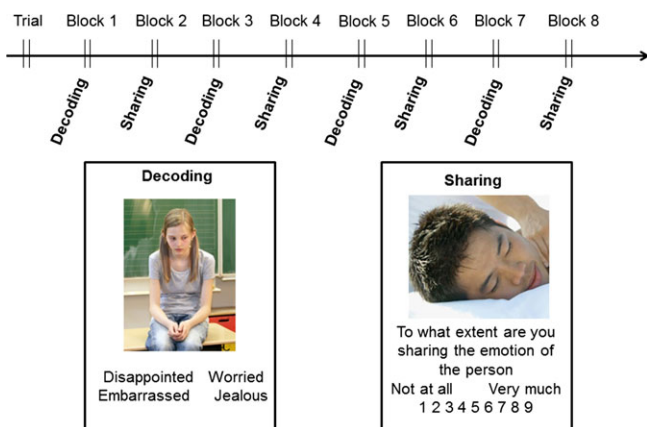 Trial Block 1 Block 2 Block 3 Block 4 Block 5 Block 6 Block 7 Block 8
Decoding Sharing Decoding Sharing Decoding Sharing Decoding Sharing
Decoding
Disappointed Worried
Embarrassed Jealous
Sharing
To what extent are you
sharing the emotion of
the person
Not at all Very much
1 2 3 4 5 6 7 8 9